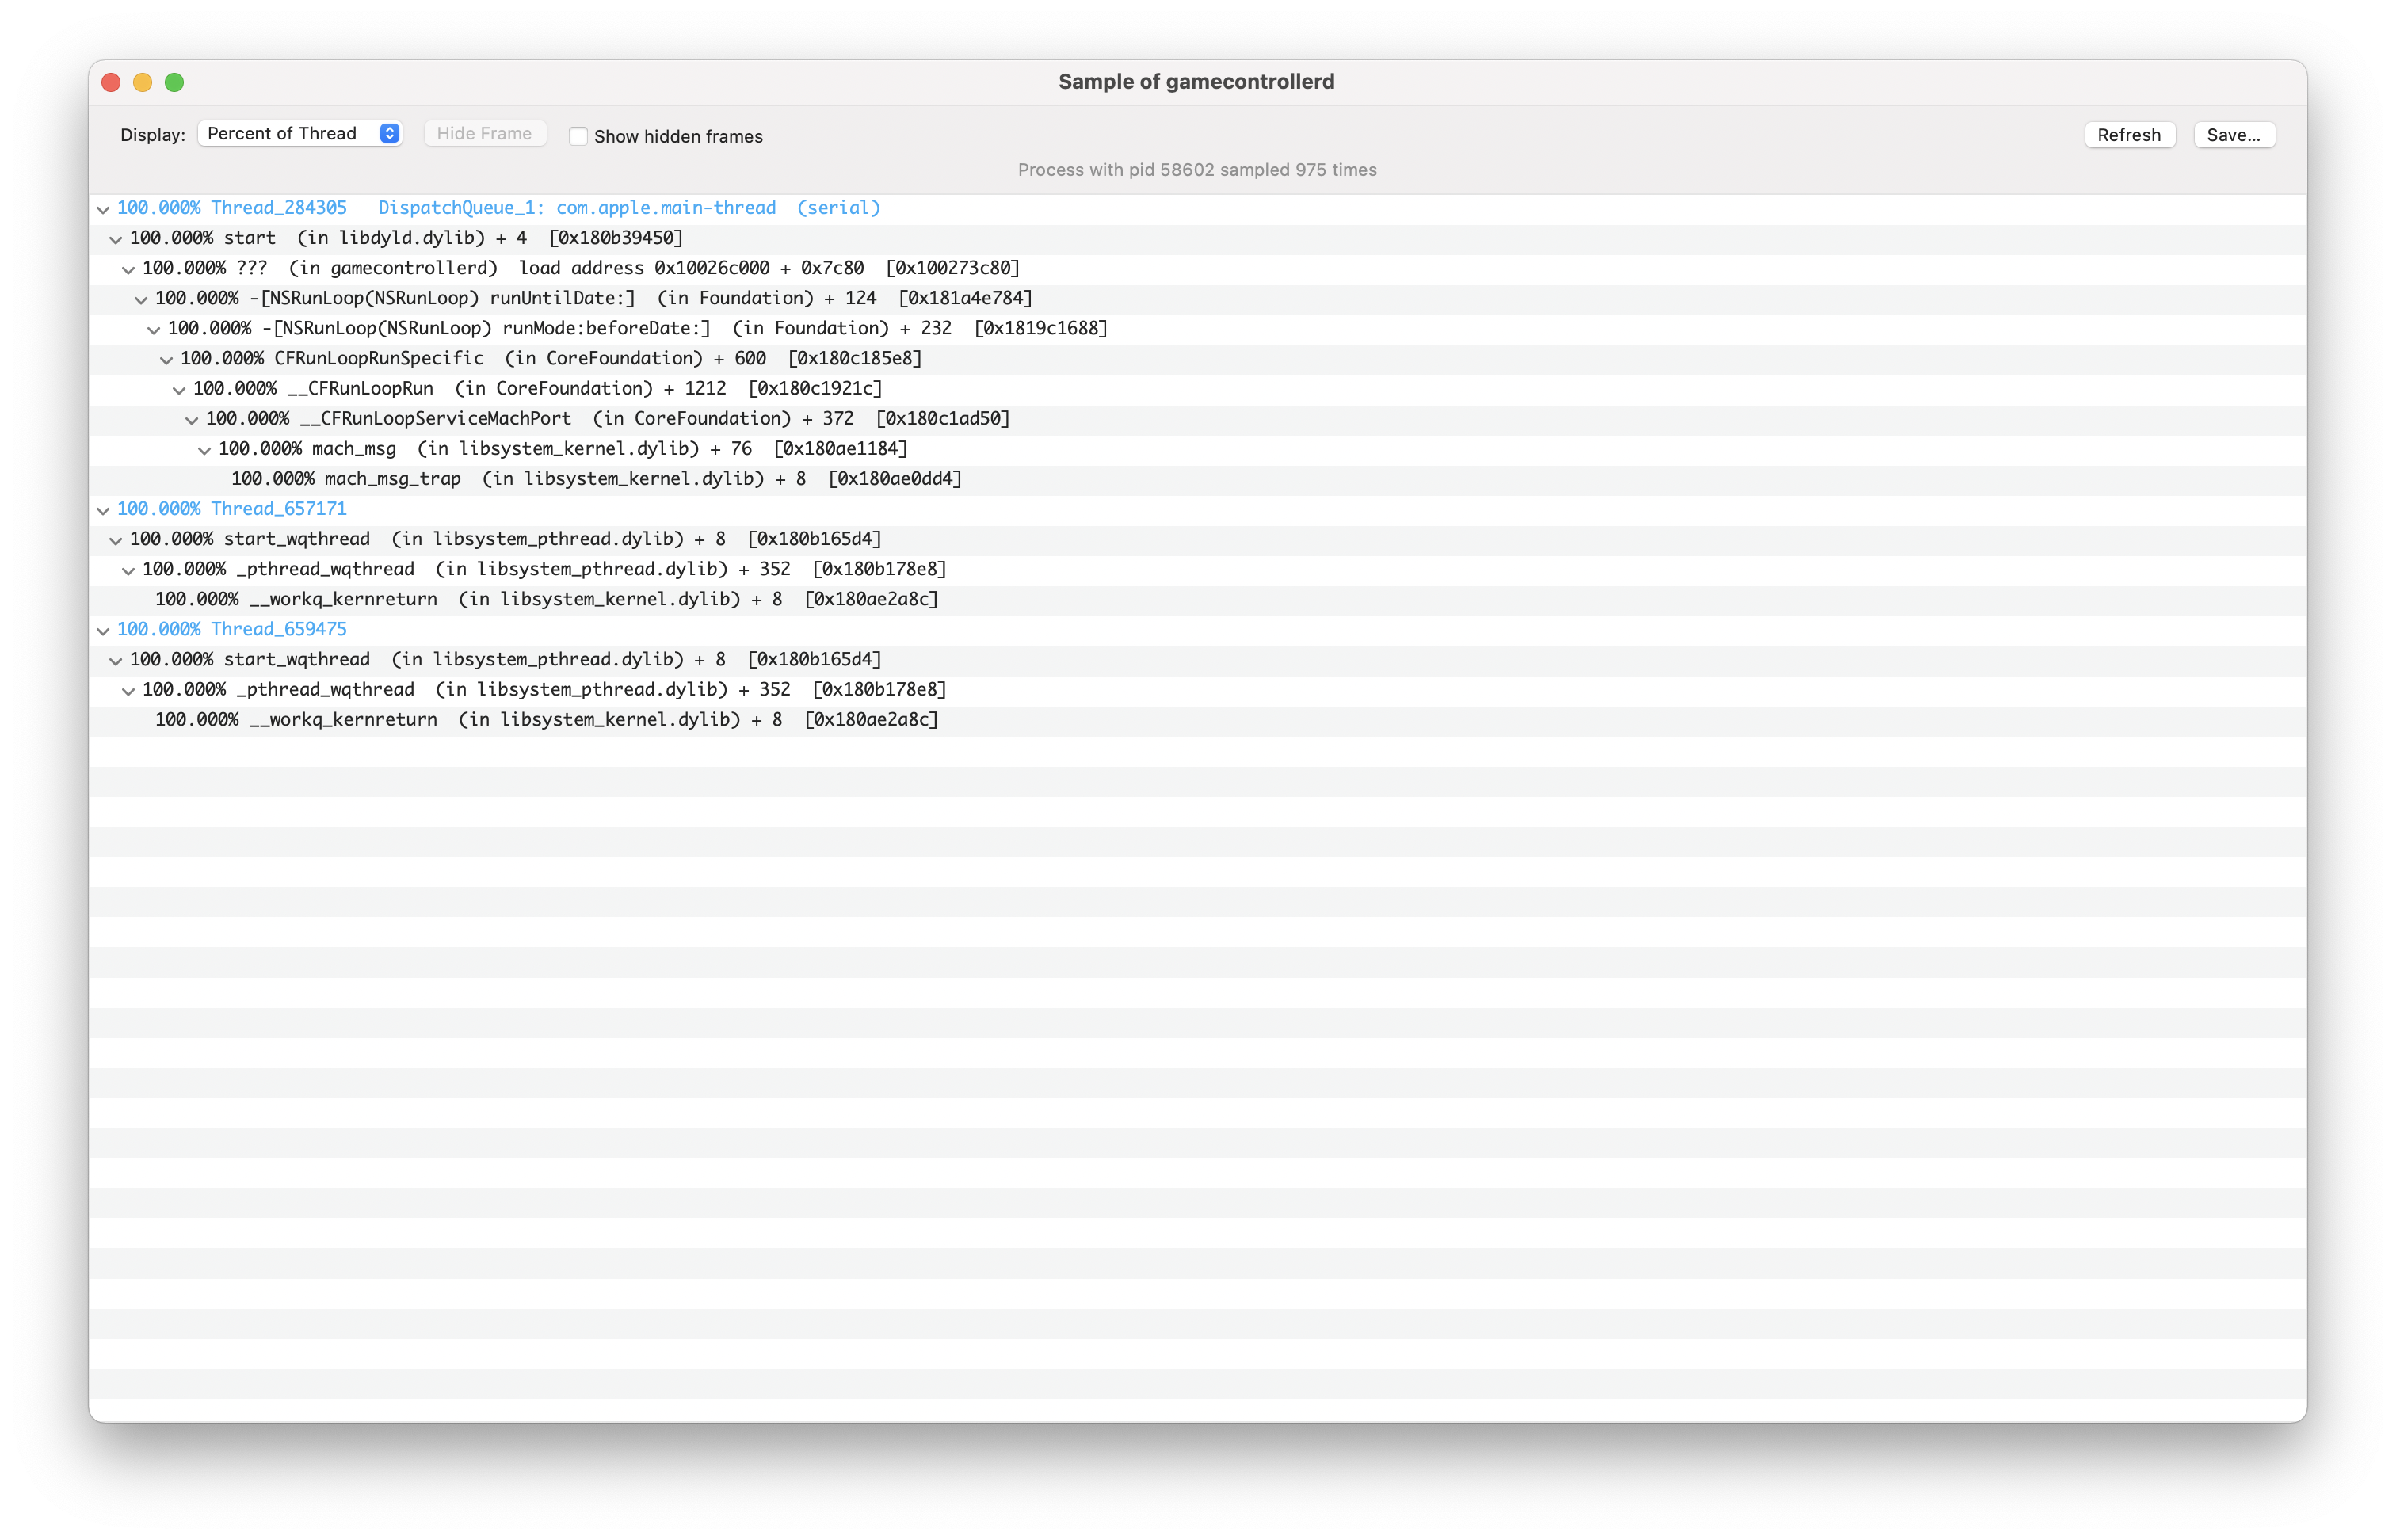 Sample of gamecontrollerd
Display: Percent of Thread Hide Frame Show hidden frames Refresh Save...
Process with pid 58602 sampled 975 times
100.000% Thread_284305 DispatchQueue_1: com.apple.main-thread (serial)
100.000% start (in libdyld.dylib) + 4 [0x180b39450]
100.000% ??? (in gamecontrollerd) load address 0x10026c000 + 0x7c80 [0x100273c80]
100.000% -[NSRunLoop(NSRunLoop) runUntilDate:] (in Foundation) + 124 [0x181a4e784]
100.000% -[NSRunLoop(NSRunLoop) runMode:beforeDate:] (in Foundation) + 232 [0x1819c1688]
100.000% CFRunLoopRunSpecific (in CoreFoundation) + 600 [0x180c185e8]
100.000% __CFRunLoopRun (in CoreFoundation) + 1212 [0x180c1921c]
100.000% __CFRunLoopServiceMachPort (in CoreFoundation) + 372 [0x180c1ad50]
100.000% mach_msg (in libsystem_kernel.dylib) + 76 [0x180ae1184]
100.000% mach_msg_trap (in libsystem_kernel.dylib) + 8 [0x180ae0dd4]
100.000% Thread_657171
100.000% start_wqthread (in libsystem_pthread.dylib) + 8 [0x180b165d4]
100.000% _pthread_wqthread (in libsystem_pthread.dylib) + 352 [0x180b178e8]
100.000% __workq_kernreturn (in libsystem_kernel.dylib) + 8 [0x180ae2a8c]
100.000% Thread_659475
100.000% start_wqthread (in libsystem_pthread.dylib) + 8 [0x180b165d4]
100.000% _pthread_wqthread (in libsystem_pthread.dylib) + 352 [0x180b178e8]
100.000% __workq_kernreturn (in libsystem_kernel.dylib) + 8 [0x180ae2a8c]